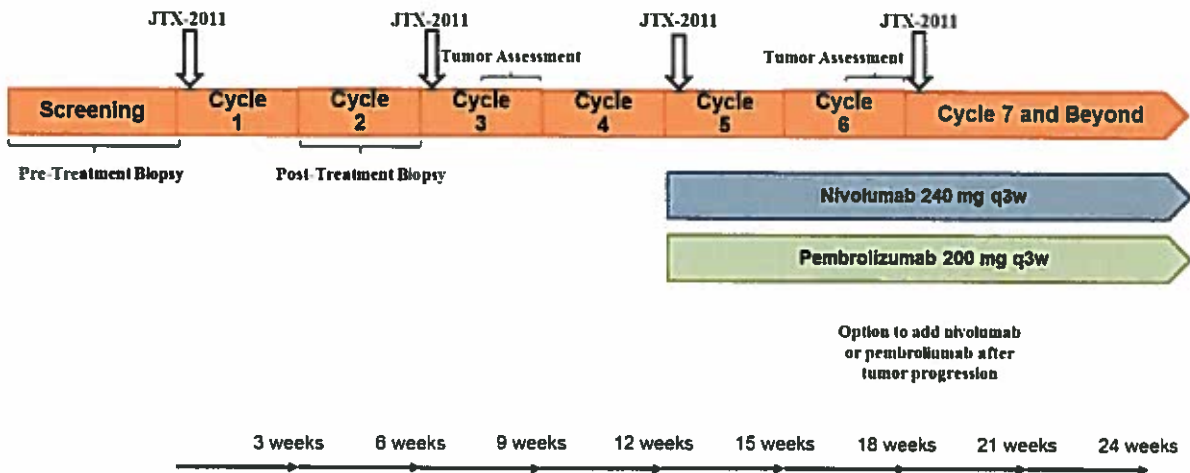 JTX-2011 JTX-2011 JTX-2011 JTX-2011
Tumor Assessment Tumor Assessment
Screening
Cycle
1
Cycle
2
Cycle
3
Cycle
4
Cycle
5
Cycle
6
Cycle 7 and Beyond
Pre-Treatment Biopsy Post-Treatment Biopsy
Nivolumab 240 mg q3w
Pembrolizumab 200 mg q3w
Option to add nivolumab
or pembroliumab after
tumor progression
3 weeks 6 weeks 9 weeks 12 weeks 15 weeks 18 weeks 21 weeks 24 weeks